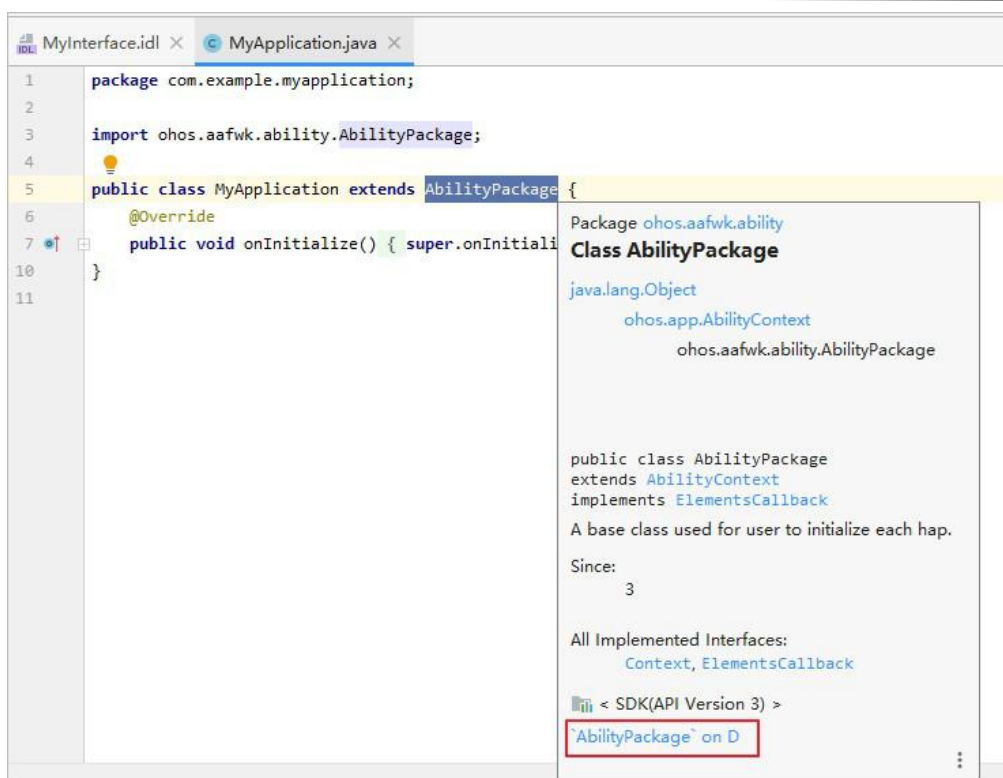 MyInterface.idl
MyApplication.java
1 package com.example.myapplication;
2
3 import ohos.aafwk.ability.AbilityPackage;
4
5 public class MyApplication extends AbilityPackage {
6 @Override
7 public void onInitialize() { super.onInitiali
10 }
11
Package ohos.aafwk.ability
Class AbilityPackage
java.lang.Object
ohos.app.AbilityContext
ohos.aafwk.ability.AbilityPackage
public class AbilityPackage
extends AbilityContext
implements ElementsCallback
A base class used for user to initialize each hap.
Since:
3
All Implemented Interfaces:
Context, ElementsCallback
< SDK(API Version 3) >
`AbilityPackage` on D